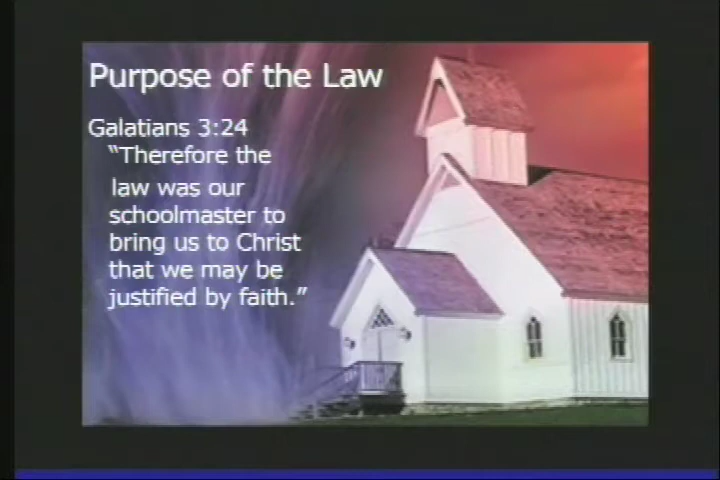 Purpose of the Law
Galatians 3:24
“Therefore the
law was our
schoolmaster to
bring us to Christ
that we may be
justified by faith.”